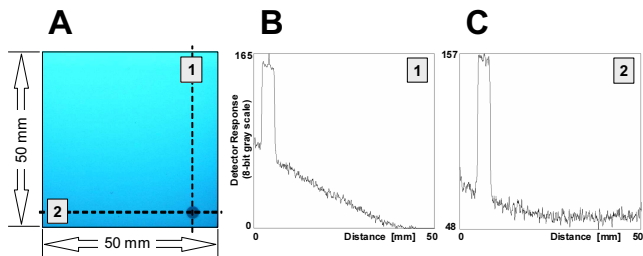 A
B
C
1
2
50 mm
50 mm
165
Detector Response
(8-bit gray scale)
0
0
Distance [mm]
50
1
157
48
0
Distance [mm]
50
2